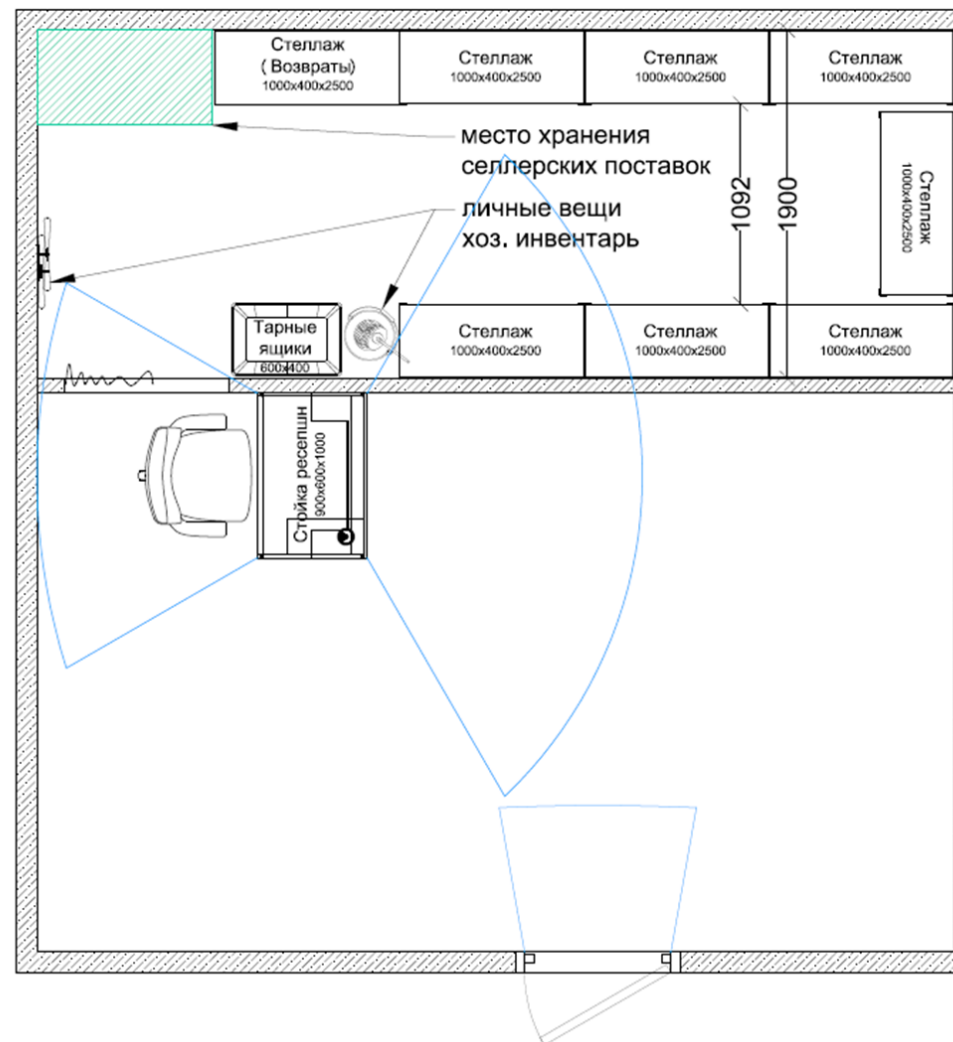 Стеллаж
( Возвраты)
1000x400x2500
Стеллаж
1000x400x2500
Стеллаж
1000x400x2500
Стеллаж
1000x400x2500
место хранения
селлерских поставок
личные вещи
хоз. инвентарь
1092
1900
Стеллаж
1000x400x2500
Тарные
ящики
600x400
Стеллаж
1000x400x2500
Стеллаж
1000x400x2500
Стеллаж
1000x400x2500
Стойка ресепшн
900x600x1000